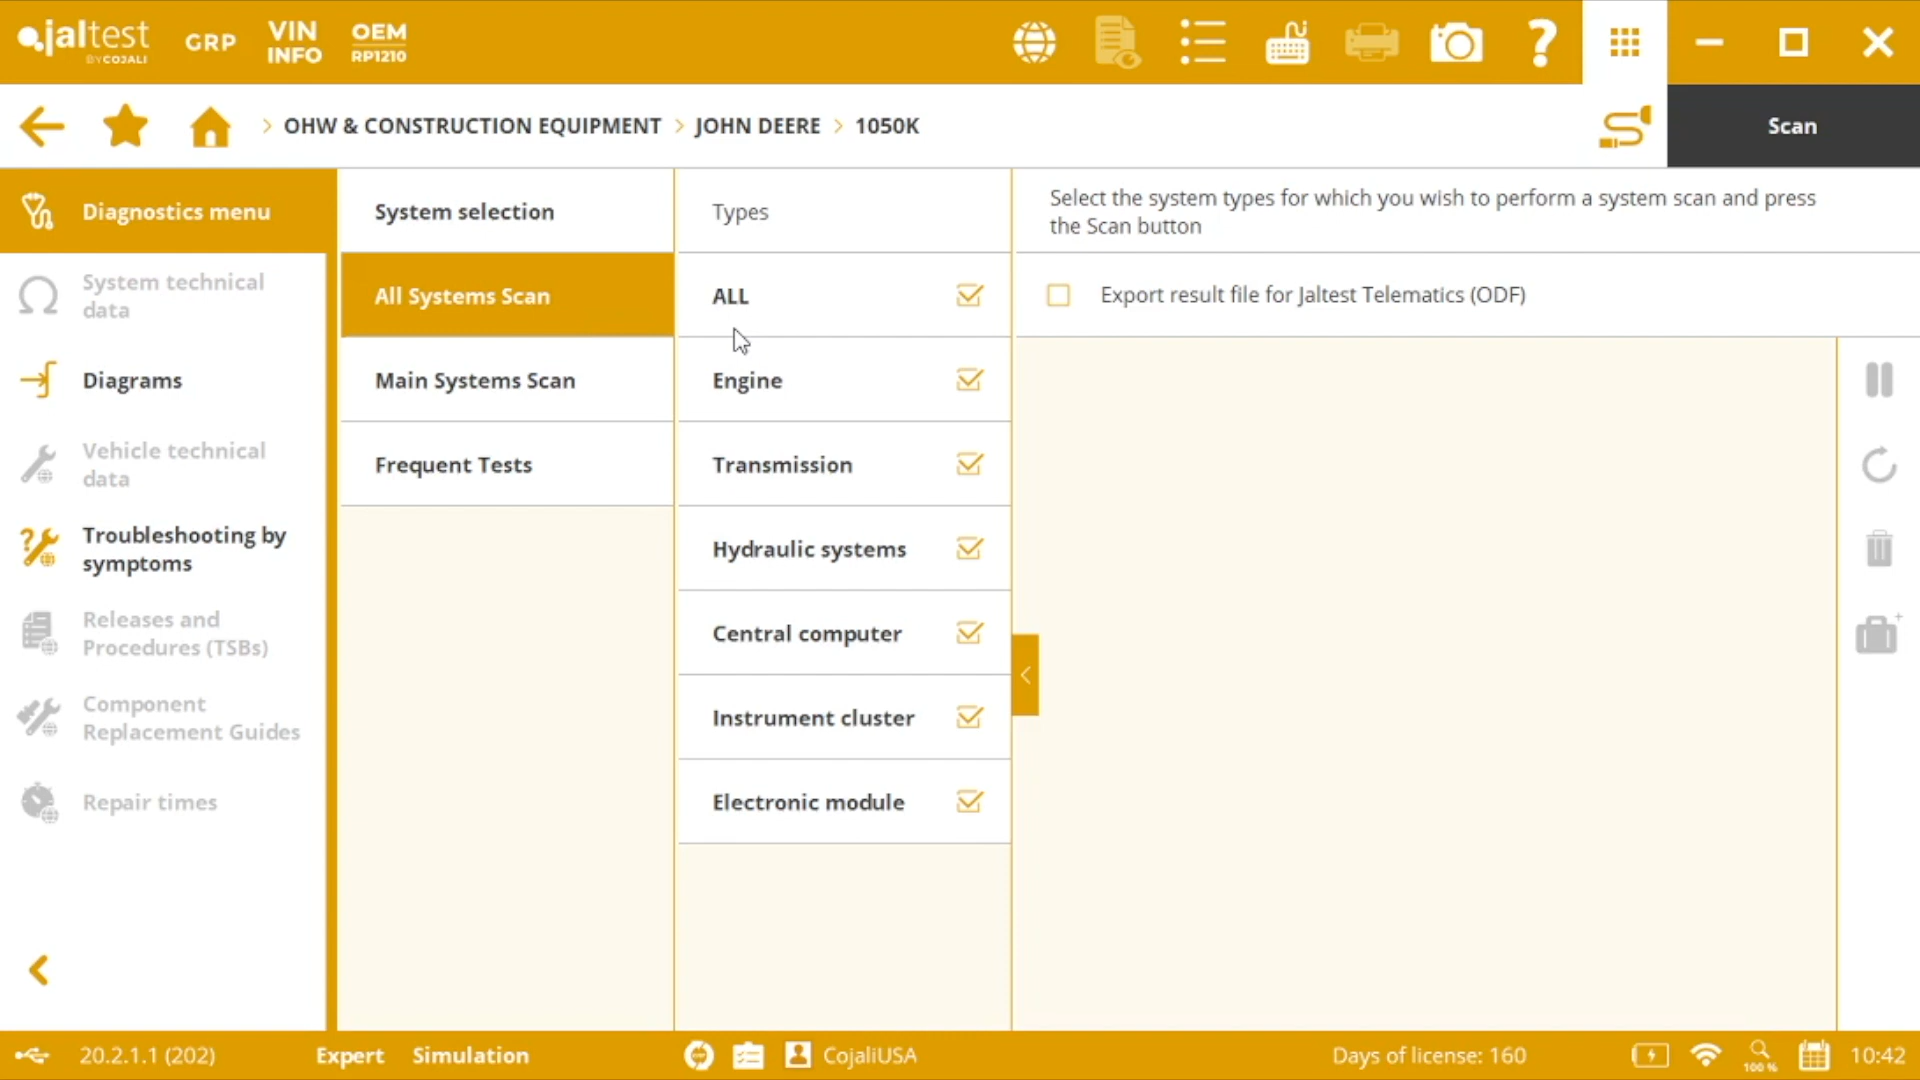 jaltest
BY COJALI
GRP
VIN
INFO
OEM
RP1210
OHW & CONSTRUCTION EQUIPMENT > JOHN DEERE > 1050K
Scan
Diagnostics menu
System technical
data
Diagrams
Vehicle technical
data
Troubleshooting by
symptoms
Releases and
Procedures (TSBs)
Component
Replacement Guides
Repair times
System selection
All Systems Scan
Main Systems Scan
Frequent Tests
Types
ALL
Engine
Transmission
Hydraulic systems
Central computer
Instrument cluster
Electronic module
Select the system types for which you wish to perform a system scan and press
the Scan button
Export result file for Jaltest Telematics (ODF)
20.2.1.1 (202)
Expert
Simulation
CojaliUSA
Days of license: 160
100 %
10:42